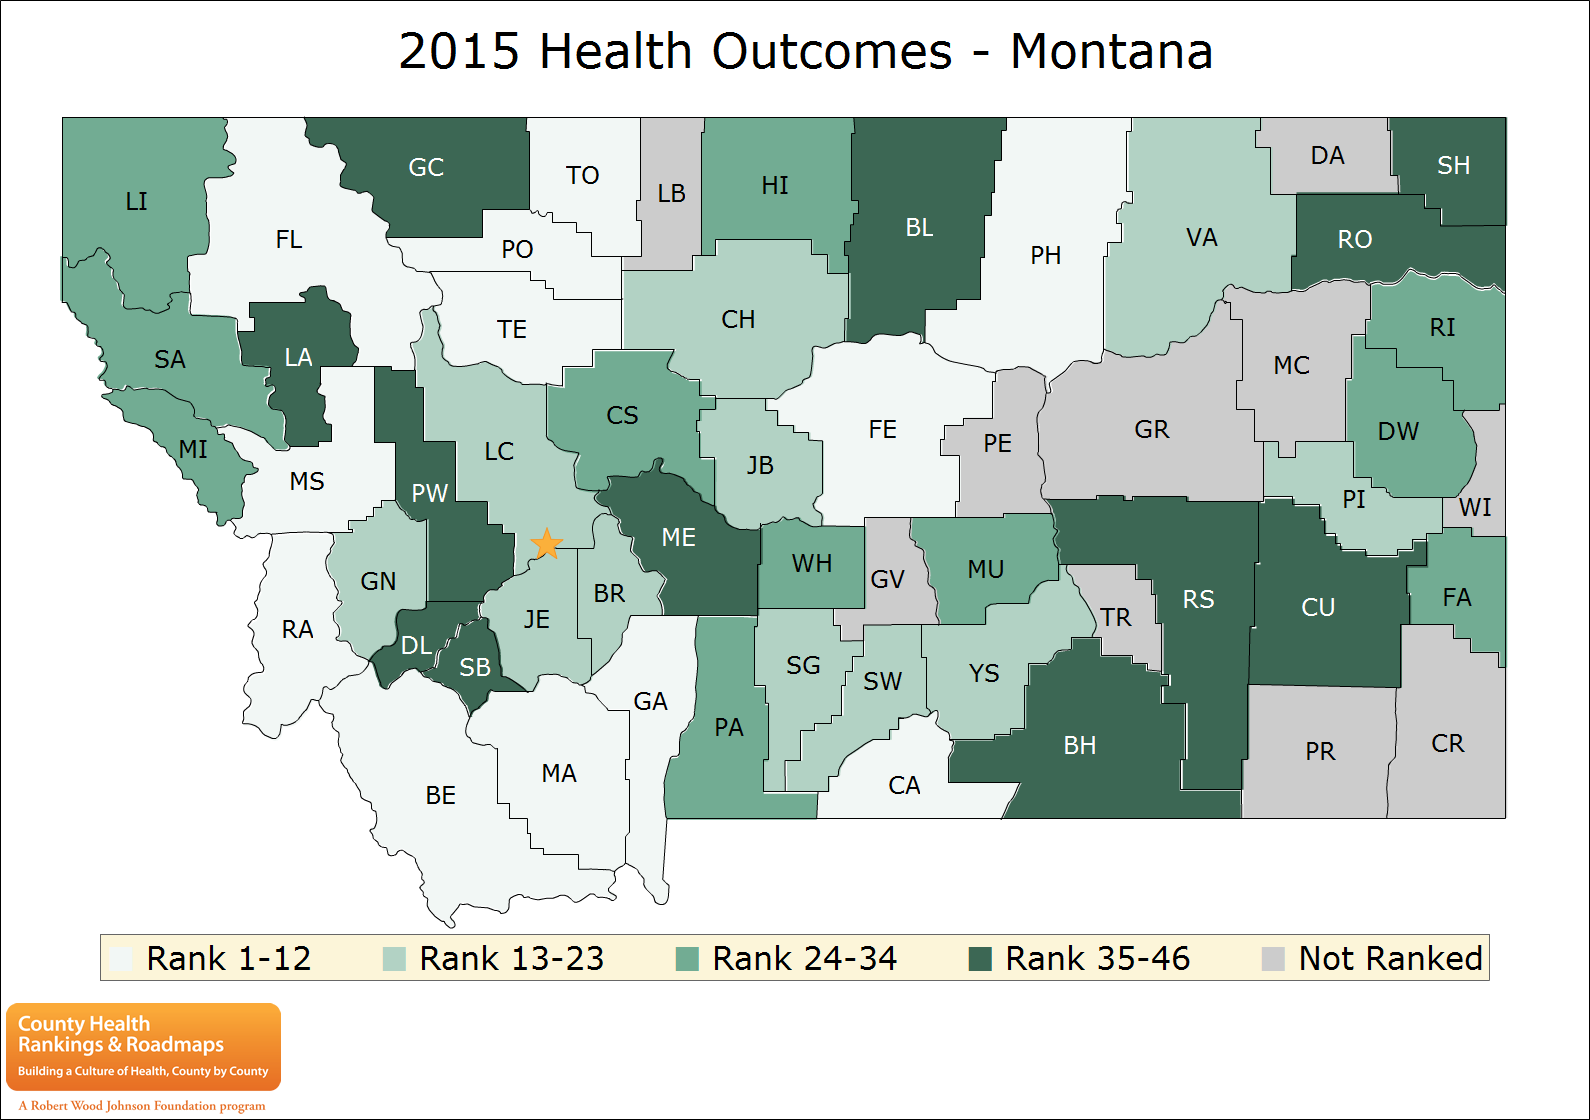 2015 Health Outcomes - Montana
LI
FL
GC
TO
LB
HI
BL
PH
VA
DA
SH
RO
PO
TE
CH
SA
LA
RI
MC
CS
FE
PE
GR
DW
MI
LC
JB
MS
PW
PI
WI
ME
WH
GV
MU
GN
BR
RS
CU
FA
RA
JE
TR
DL
SB
SG
SW
YS
GA
PA
BH
PR
CR
BE
MA
CA
Rank 1-12
Rank 13-23
Rank 24-34
Rank 35-46
Not Ranked
County Health
Rankings & Roadmaps
Building a Culture of Health, County by County
A Robert Wood Johnson Foundation program